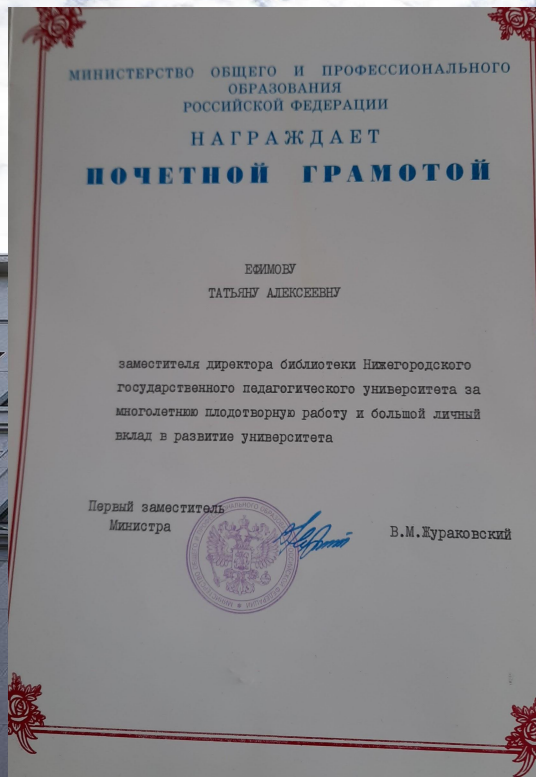 МИНИСТЕРСТВО ОБЩЕГО И ПРОФЕССИОНАЛЬНОГО
ОБРАЗОВАНИЯ
РОССИЙСКОЙ ФЕДЕРАЦИИ
НАГРАЖДАЕТ
ПОЧЕТНОЙ ГРАМОТОЙ
ЕФИМОВУ
ТАТЬЯНУ АЛЕКСЕЕВНУ
заместителя директора библиотеки Нижегородского
государственного педагогического университета за
многолетнюю плодотворную работу и большой личный
вклад в развитие университета
Первый заместитель
Министра
В.М.Жураковский